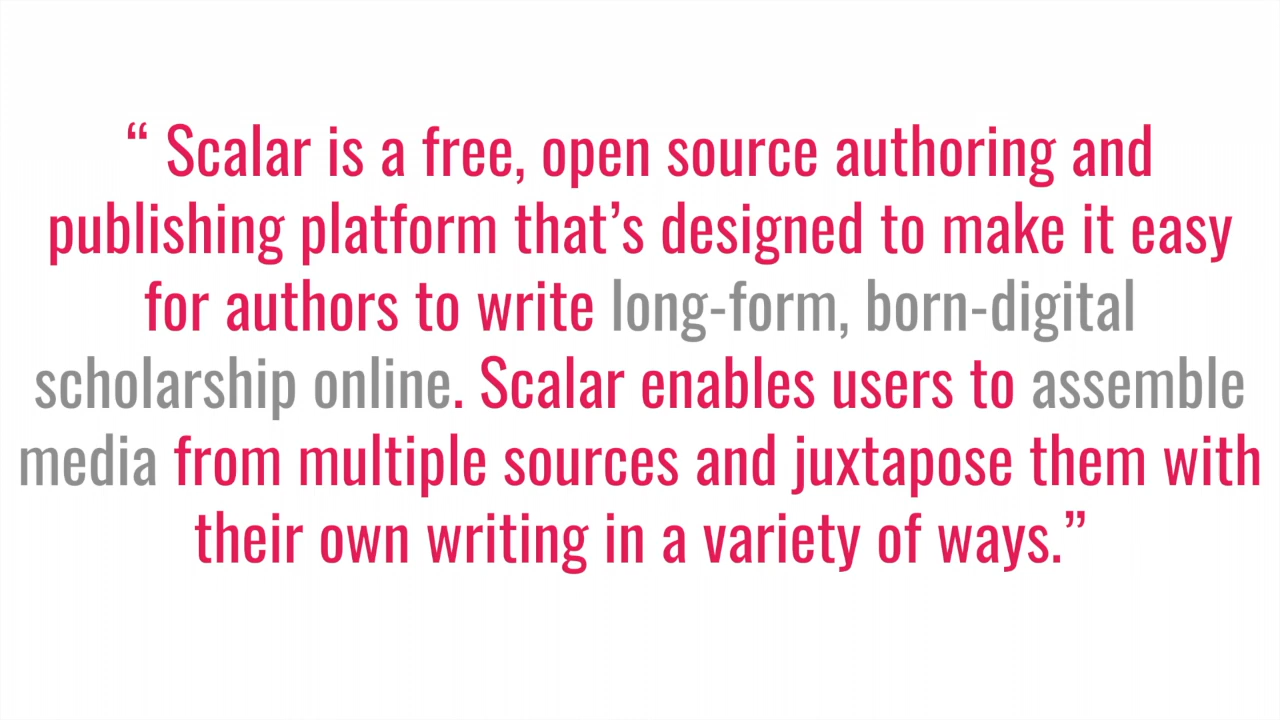 “ Scalar is a free, open source authoring and
publishing platform that’s designed to make it easy
for authors to write long-form, born-digital
scholarship online. Scalar enables users to assemble
media from multiple sources and juxtapose them with
their own writing in a variety of ways.”